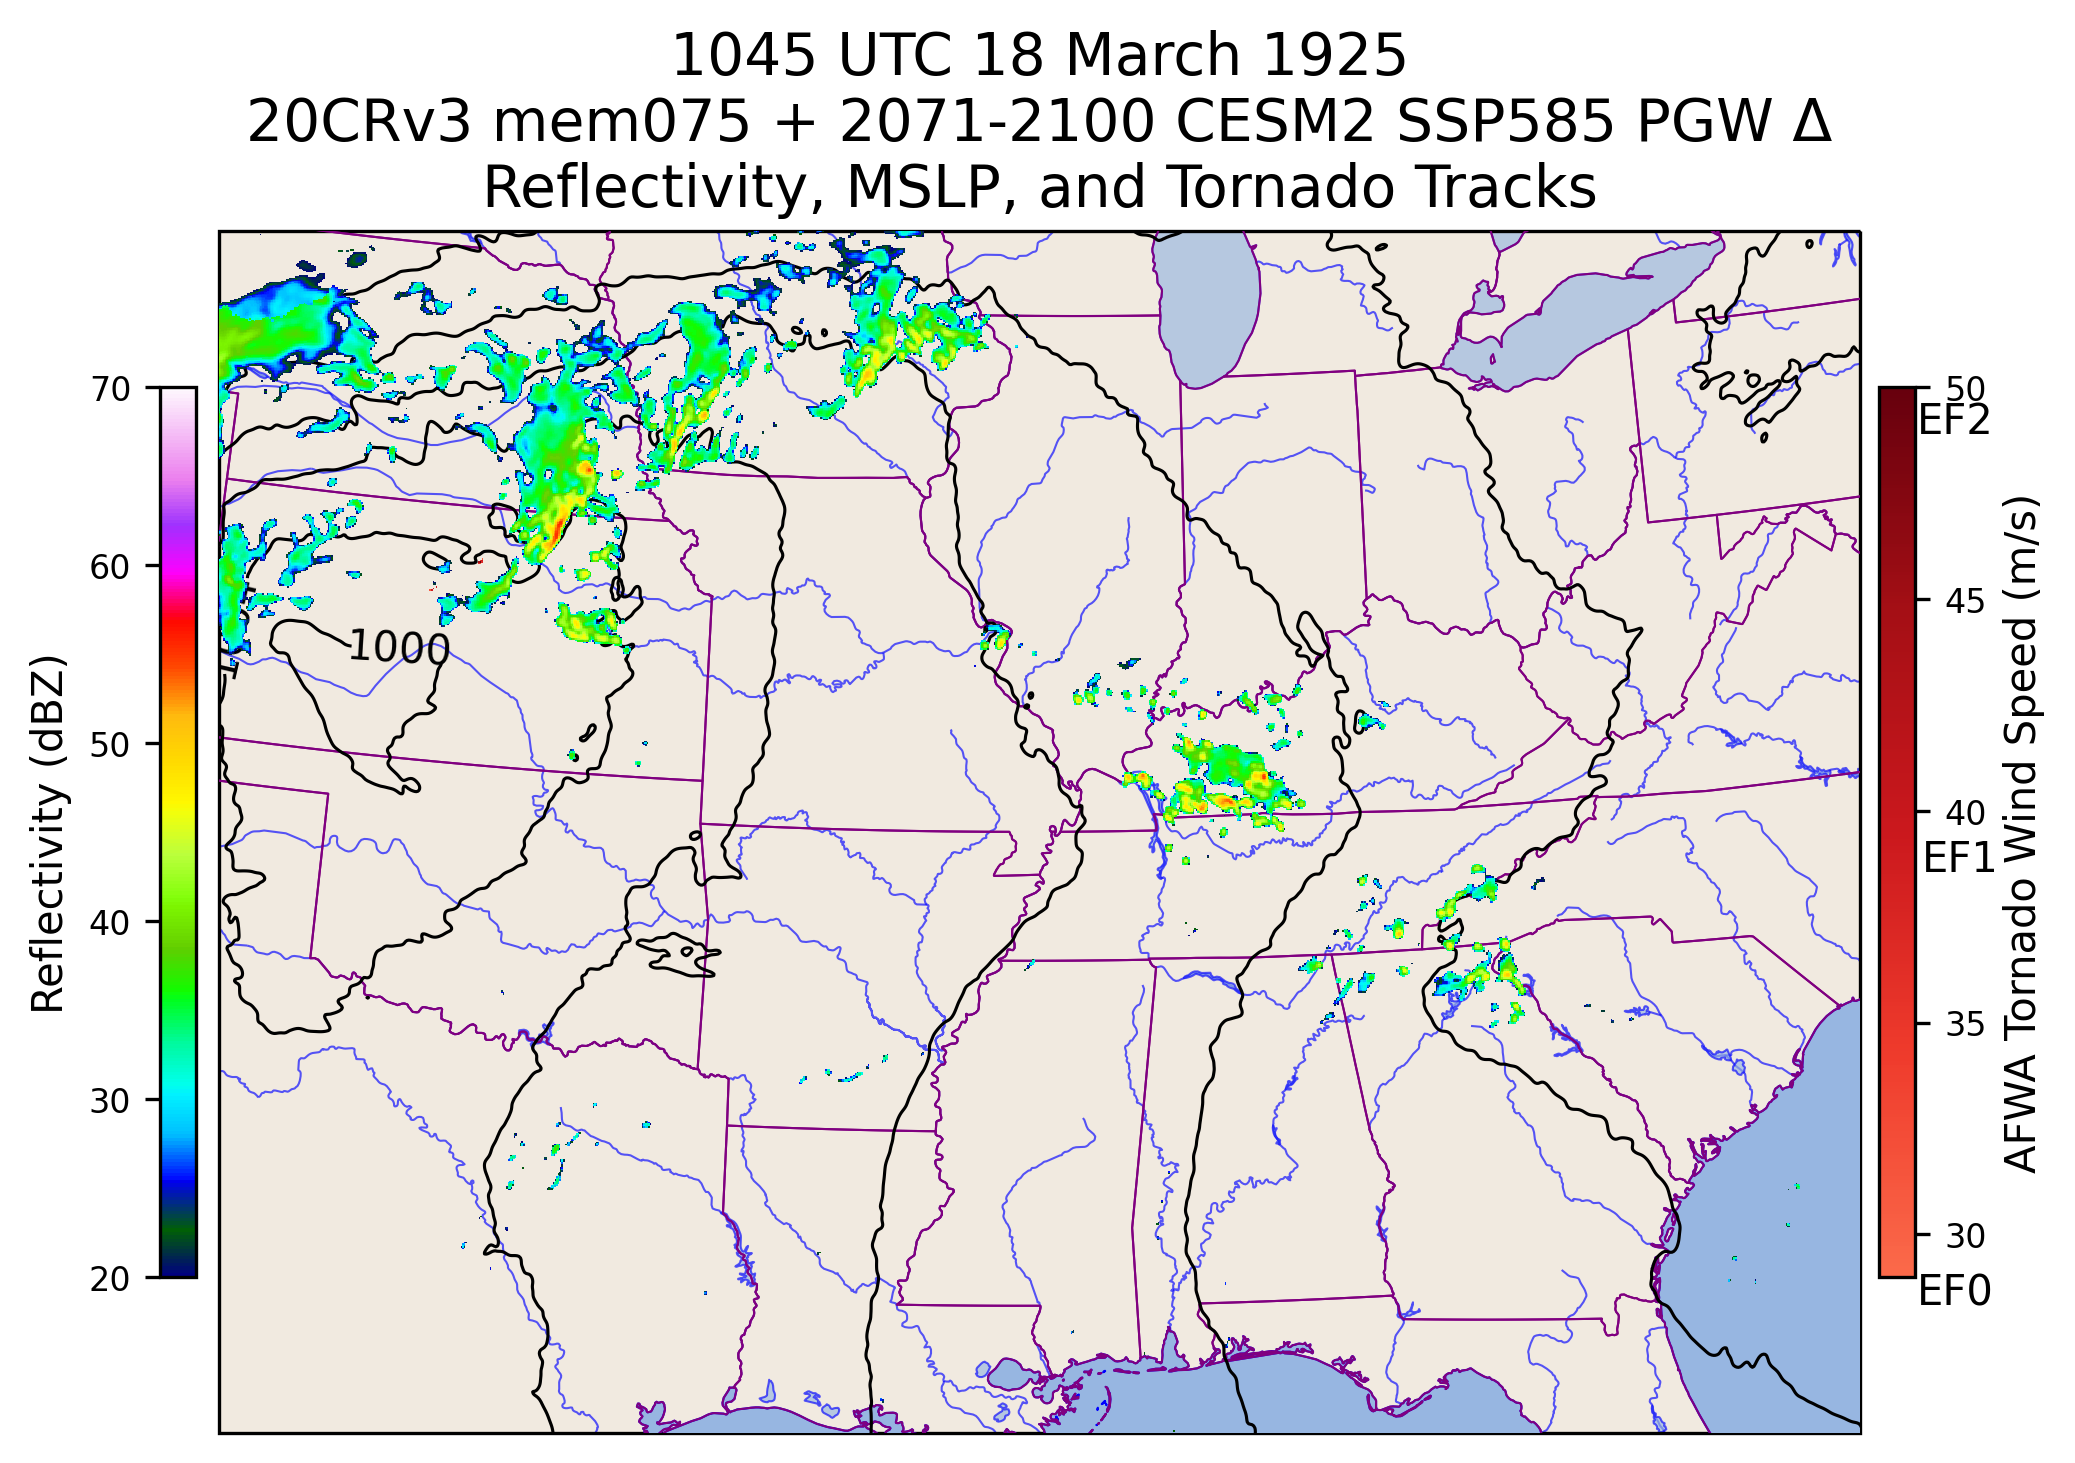 1045 UTC 18 March 1925
20CRv3 mem075 + 2071-2100 CESM2 SSP585 PGW Δ
Reflectivity, MSLP, and Tornado Tracks
Reflectivity (dBZ)
70
60
50
40
30
20
1000
1
50
EF2
45
40
EF1
35
30
EF0
AFWA Tornado Wind Speed (m/s)